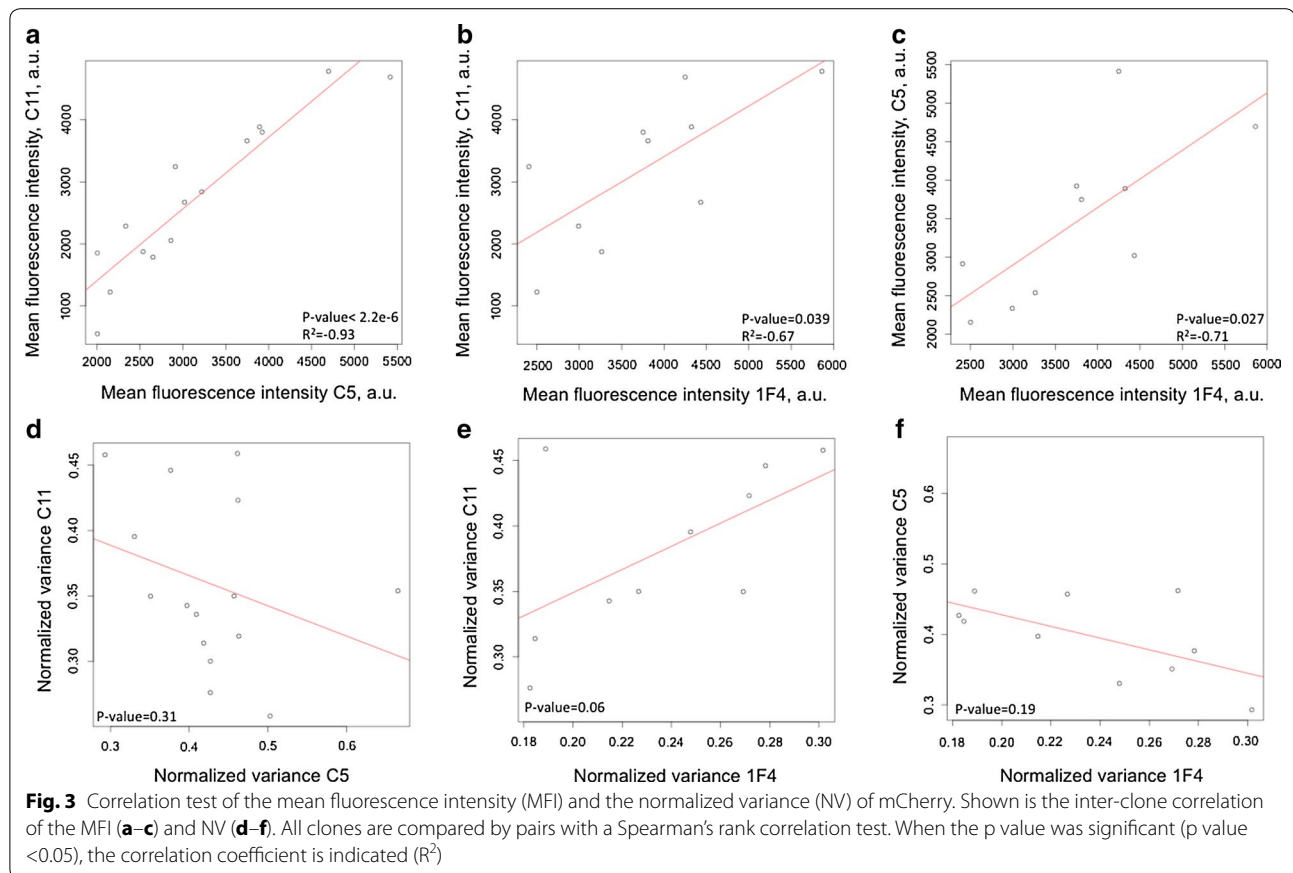 a
b
c
Mean fluorescence intensity, C11, a.u.
1000 2000 3000 4000
P-value< 2.2e-6
R²=-0.93
2000 2500 3000 3500 4000 4500 5000 5500
Mean fluorescence intensity C5, a.u.
Mean fluorescence intensity, C11, a.u.
1000 2000 3000 4000
P-value=0.039
R²=-0.67
2500 3000 3500 4000 4500 5000 5500 6000
Mean fluorescence intensity 1F4, a.u.
Mean fluorescence intensity, C5, a.u.
2000 2500 3000 3500 4000 4500 5000 5500
P-value=0.027
R²=-0.71
2500 3000 3500 4000 4500 5000 5500 6000
Mean fluorescence intensity 1F4, a.u.
d
e
f
Normalized variance C11
0.30 0.35 0.40 0.45
P-value=0.31
0.3 0.4 0.5 0.6
Normalized variance C5
Normalized variance C11
0.30 0.35 0.40 0.45
P-value=0.06
0.18 0.20 0.22 0.24 0.26 0.28 0.30
Normalized variance 1F4
Normalized variance C5
0.3 0.4 0.5 0.6
P-value=0.19
0.18 0.20 0.22 0.24 0.26 0.28 0.30
Normalized variance 1F4
Fig. 3 Correlation test of the mean fluorescence intensity (MFI) and the normalized variance (NV) of mCherry. Shown is the inter-clone correlation
of the MFI (a–c) and NV (d–f). All clones are compared by pairs with a Spearman's rank correlation test. When the p value was significant (p value
<0.05), the correlation coefficient is indicated (R²)